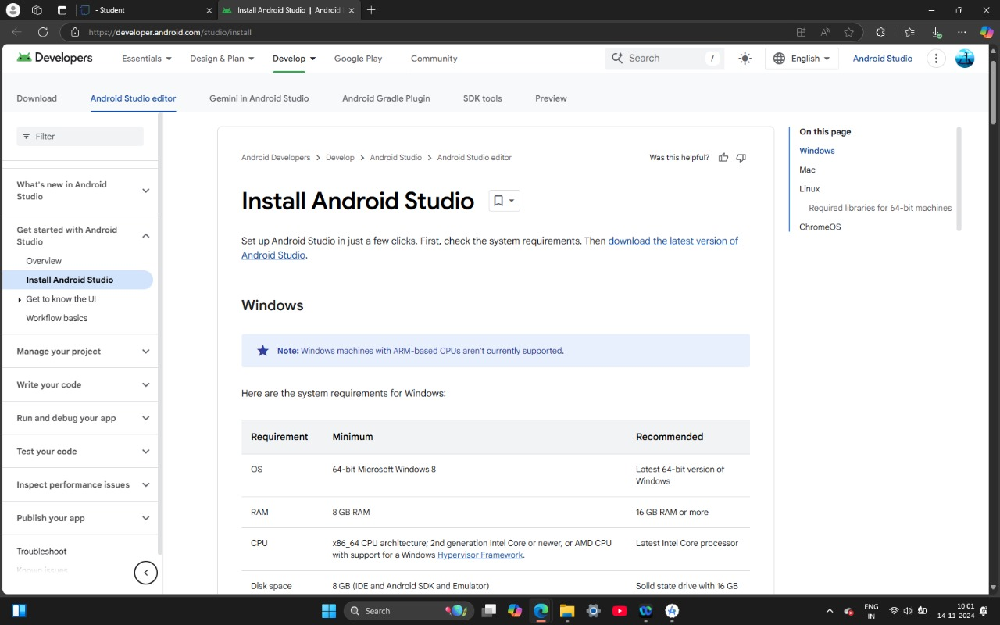 - Student
Install Android Studio | Android
https://developer.android.com/studio/install
Developers
Essentials
Design & Plan
Develop
Google Play
Community
Search
/
English
Android Studio
Download
Android Studio editor
Gemini in Android Studio
Android Gradle Plugin
SDK tools
Preview
Filter
What's new in Android
Studio
Get started with Android
Studio
Overview
Install Android Studio
Get to know the UI
Workflow basics
Manage your project
Write your code
Run and debug your app
Test your code
Inspect performance issues
Publish your app
Troubleshoot
Known issues
Android Developers > Develop > Android Studio > Android Studio editor
Was this helpful?
Install Android Studio
Set up Android Studio in just a few clicks. First, check the system requirements. Then download the latest version of
Android Studio.
Windows
Note: Windows machines with ARM-based CPUs aren't currently supported.
Here are the system requirements for Windows:
Requirement Minimum Recommended
OS 64-bit Microsoft Windows 8 Latest 64-bit version of
Windows
RAM 8 GB RAM 16 GB RAM or more
CPU x86_64 CPU architecture; 2nd generation Intel Core or newer, or AMD CPU Latest Intel Core processor
with support for a Windows Hypervisor Framework.
Disk space 8 GB (IDE and Android SDK and Emulator) Solid state drive with 16 GB
On this page
Windows
Mac
Linux
Required libraries for 64-bit machines
ChromeOS
Search
ENG
IN
10:01
14-11-2024